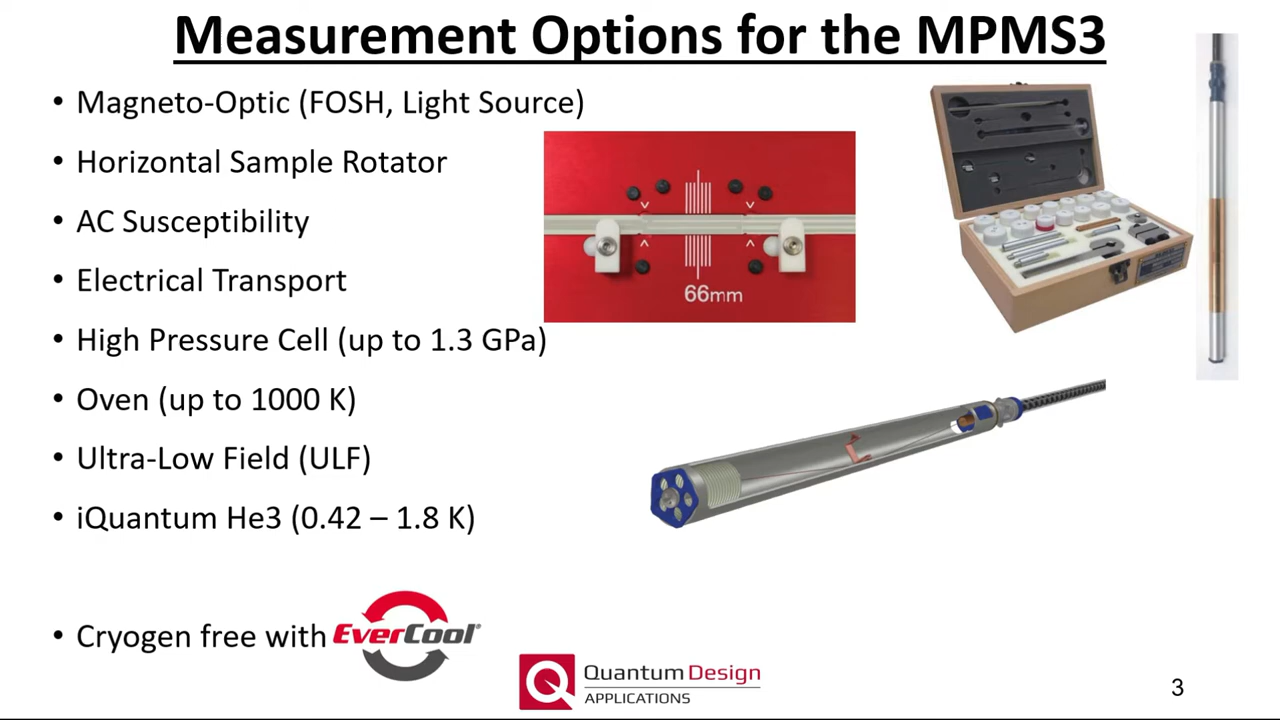 Measurement Options for the MPMS3
• Magneto-Optic (FOSH, Light Source)
• Horizontal Sample Rotator
• AC Susceptibility
• Electrical Transport
• High Pressure Cell (up to 1.3 GPa)
• Oven (up to 1000 K)
• Ultra-Low Field (ULF)
• iQuantum He3 (0.42 – 1.8 K)
• Cryogen free with EverCool®
66mm
Quantum Design
APPLICATIONS
3